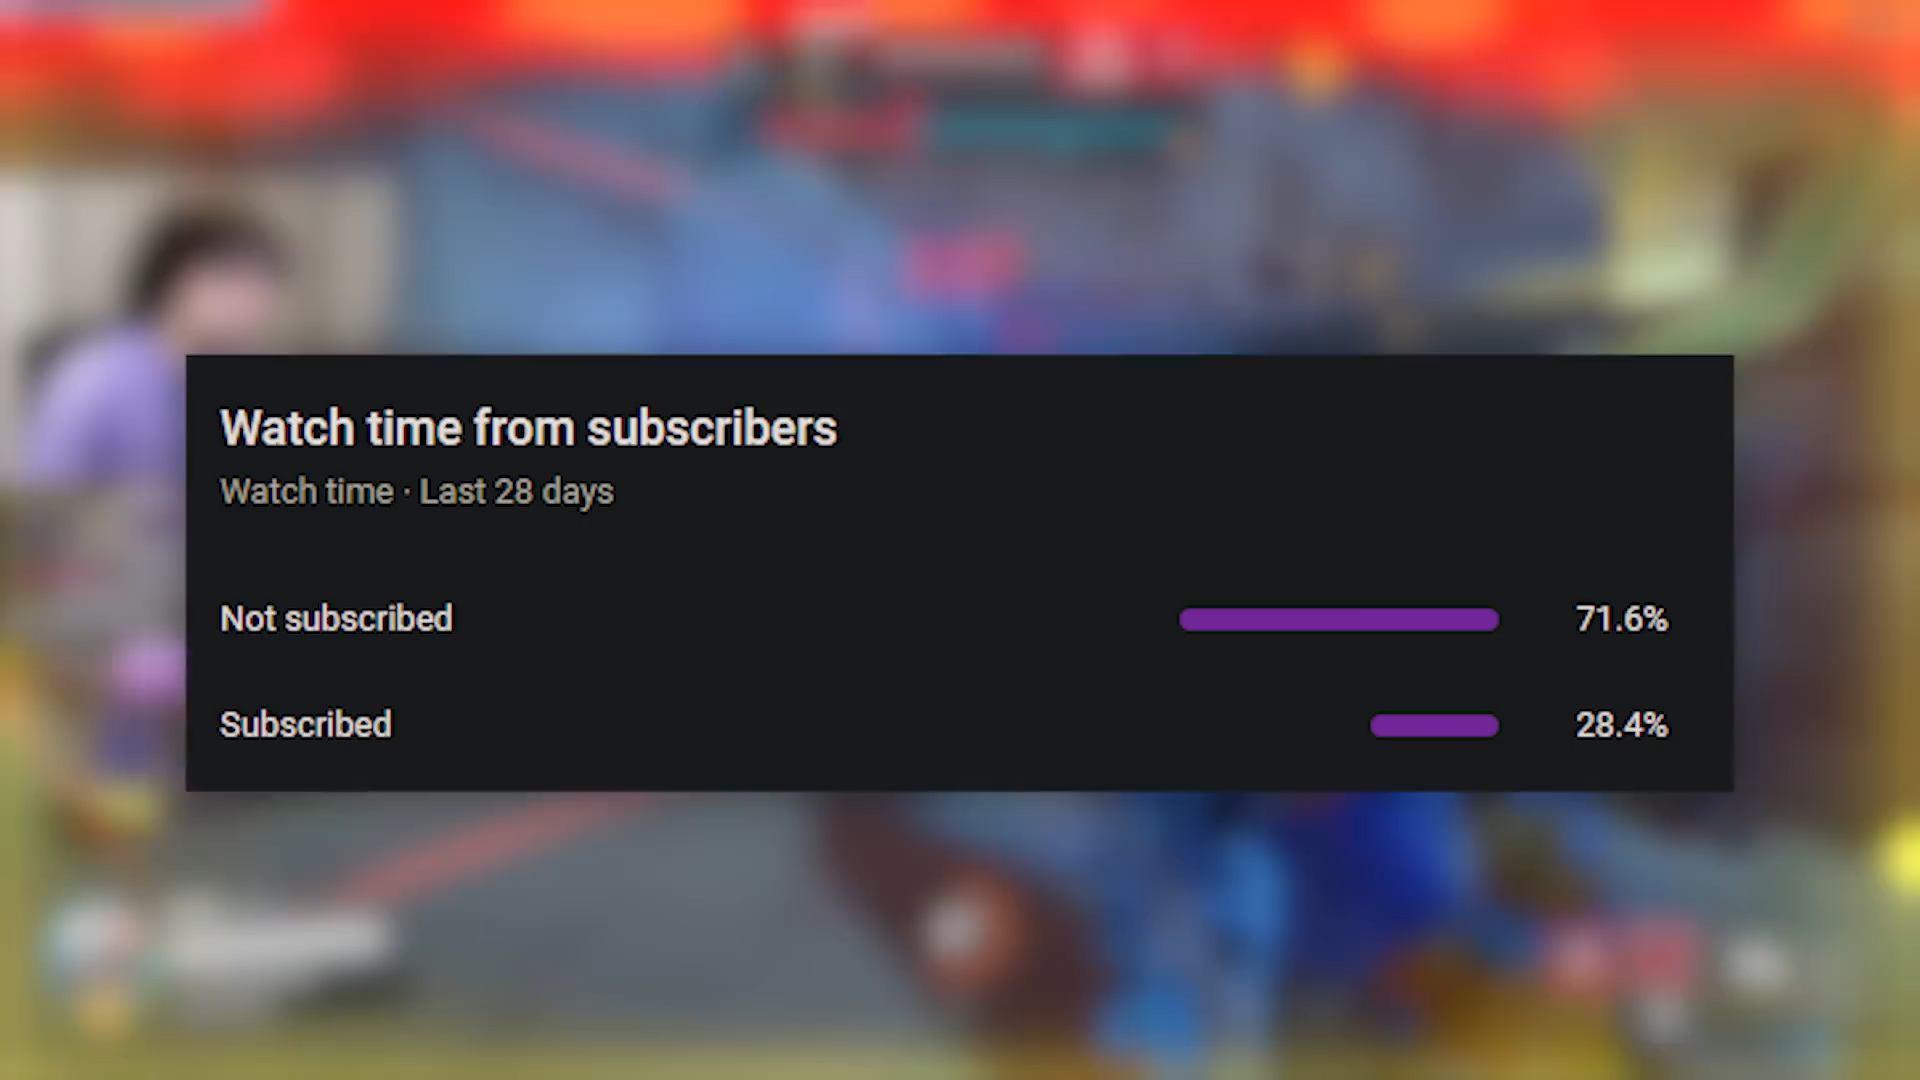 Watch time from subscribers
Watch time · Last 28 days
Not subscribed 71.6%
Subscribed 28.4%